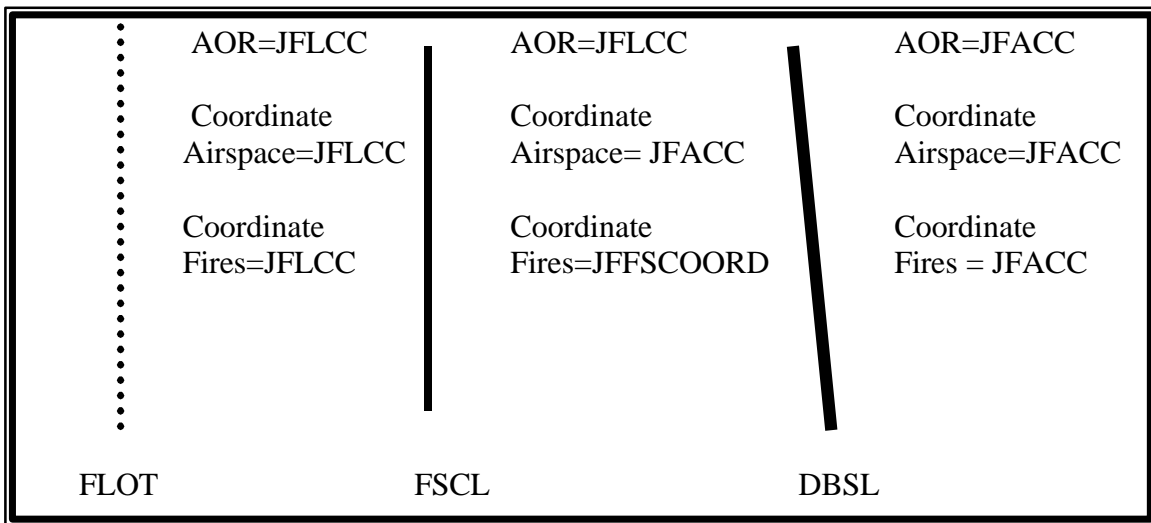 AOR=JFLCC
Coordinate
Airspace=JFLCC
Coordinate
Fires=JFLCC
AOR=JFLCC
Coordinate
Airspace= JFACC
Coordinate
Fires=JFFSCOORD
AOR=JFACC
Coordinate
Airspace=JFACC
Coordinate
Fires = JFACC
FLOT
FSCL
DBSL